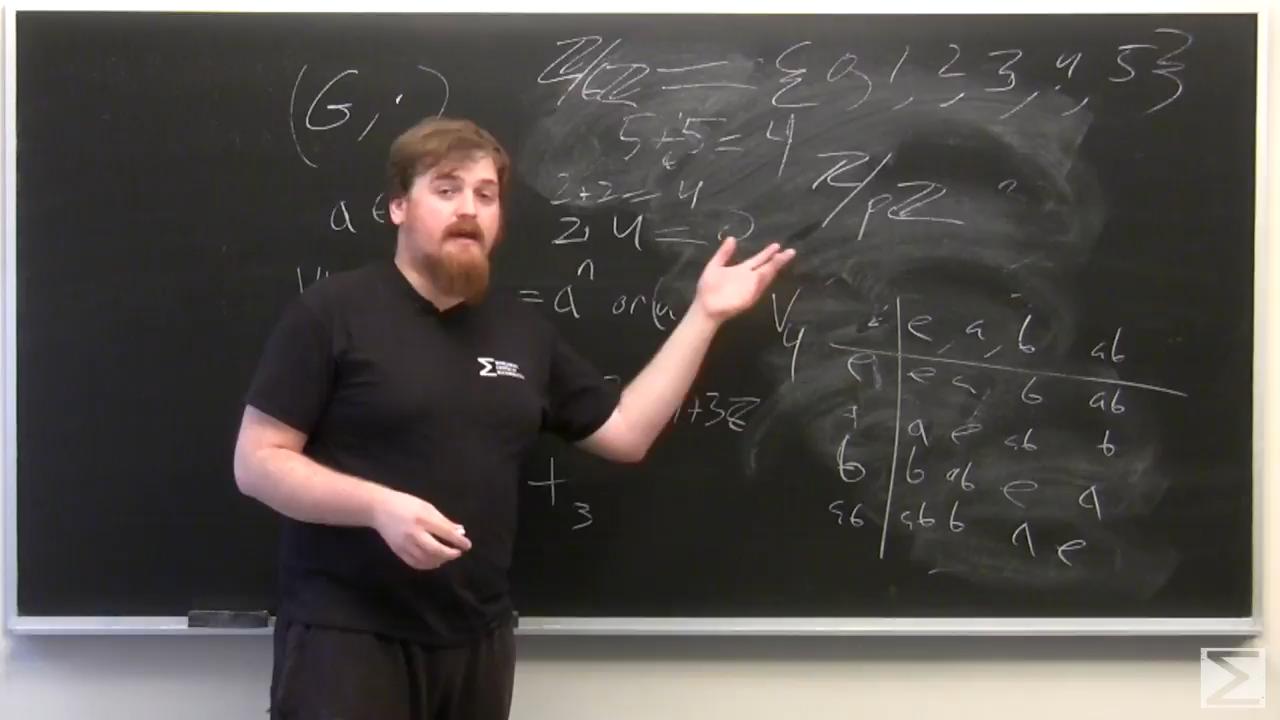 (G, ·)
ℤ/6ℤ = {0, 1, 2, 3, 4, 5}
5+5=4
2+2=4
2+4=0
ℤ/pℤ
a ∈
= aⁿ or
+3ℤ
+₃
V₄
· e, a, b ab
e e a b ab
a a e ab b
b b ab e a
ab ab b a e
Σ